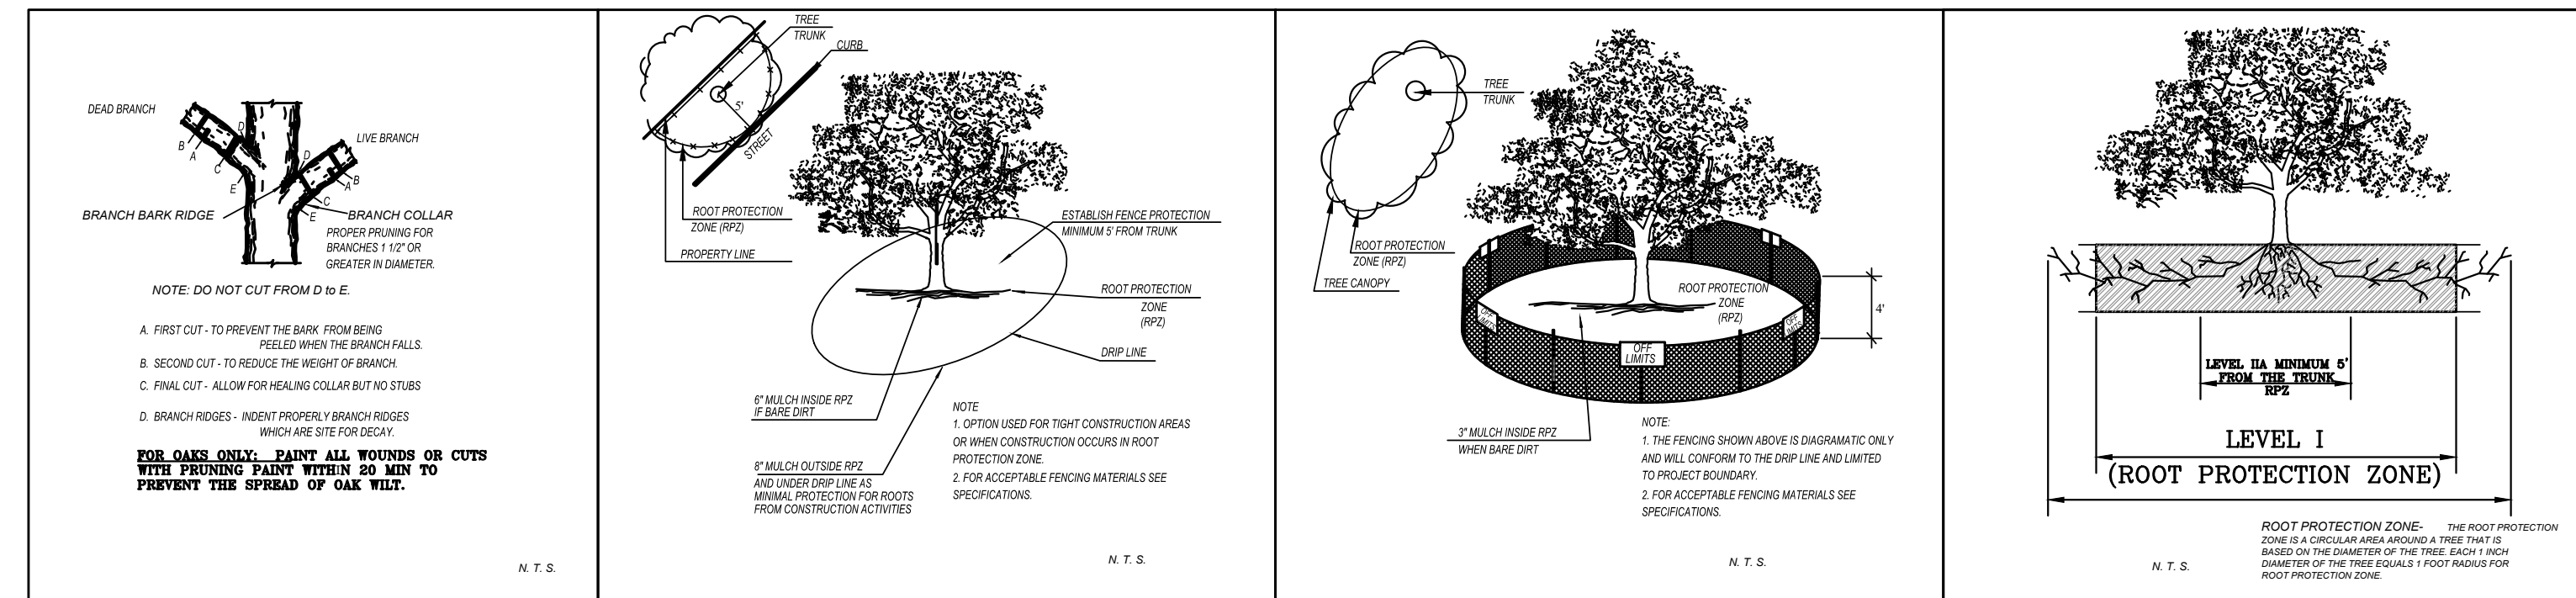 DEAD BRANCH
D
B
A
C
E
LIVE BRANCH
D
B
A
C
E
BRANCH BARK RIDGE
BRANCH COLLAR
PROPER PRUNING FOR
BRANCHES 1 1/2" OR
GREATER IN DIAMETER.
NOTE: DO NOT CUT FROM D to E.
A. FIRST CUT - TO PREVENT THE BARK FROM BEING
PEELED WHEN THE BRANCH FALLS.
B. SECOND CUT - TO REDUCE THE WEIGHT OF BRANCH.
C. FINAL CUT - ALLOW FOR HEALING COLLAR BUT NO STUBS
D. BRANCH RIDGES - INDENT PROPERLY BRANCH RIDGES
WHICH ARE SITE FOR DECAY.
FOR OAKS ONLY: PAINT ALL WOUNDS OR CUTS
WITH PRUNING PAINT WITHIN 20 MIN TO
PREVENT THE SPREAD OF OAK WILT.
N. T. S.
TREE
TRUNK
CURB
5'
STREET
ROOT PROTECTION
ZONE (RPZ)
PROPERTY LINE
ESTABLISH FENCE PROTECTION
MINIMUM 5' FROM TRUNK
ROOT PROTECTION
ZONE
(RPZ)
DRIP LINE
6" MULCH INSIDE RPZ
IF BARE DIRT
8" MULCH OUTSIDE RPZ
AND UNDER DRIP LINE AS
MINIMAL PROTECTION FOR ROOTS
FROM CONSTRUCTION ACTIVITIES
NOTE
1. OPTION USED FOR TIGHT CONSTRUCTION AREAS
OR WHEN CONSTRUCTION OCCURS IN ROOT
PROTECTION ZONE.
2. FOR ACCEPTABLE FENCING MATERIALS SEE
SPECIFICATIONS.
N. T. S.
TREE
TRUNK
ROOT PROTECTION
ZONE (RPZ)
TREE CANOPY
ROOT PROTECTION
ZONE
(RPZ)
4'
OFF
LIMITS
OFF
LIMITS
OFF
LIMITS
3" MULCH INSIDE RPZ
WHEN BARE DIRT
NOTE:
1. THE FENCING SHOWN ABOVE IS DIAGRAMATIC ONLY
AND WILL CONFORM TO THE DRIP LINE AND LIMITED
TO PROJECT BOUNDARY.
2. FOR ACCEPTABLE FENCING MATERIALS SEE
SPECIFICATIONS.
N. T. S.
LEVEL IIA MINIMUM 5'
FROM THE TRUNK
RPZ
LEVEL I
(ROOT PROTECTION ZONE)
ROOT PROTECTION ZONE- THE ROOT PROTECTION
ZONE IS A CIRCULAR AREA AROUND A TREE THAT IS
BASED ON THE DIAMETER OF THE TREE. EACH 1 INCH
DIAMETER OF THE TREE EQUALS 1 FOOT RADIUS FOR
ROOT PROTECTION ZONE.
N. T. S.